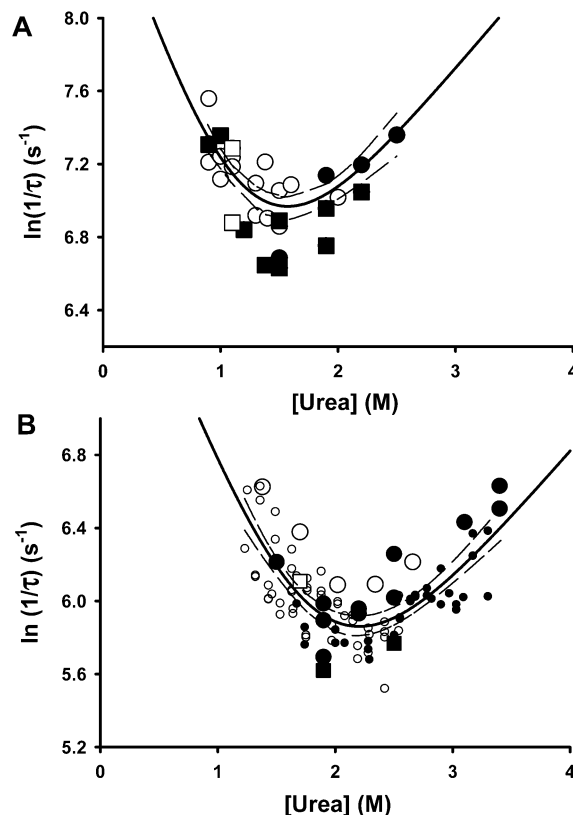 A
8.0
7.6
7.2
6.8
6.4
ln(1/τ) (s⁻¹)
0 1 2 3 4
[Urea] (M)
B
6.8
6.4
6.0
5.6
5.2
ln (1/τ) (s⁻¹)
0 1 2 3 4
[Urea] (M)